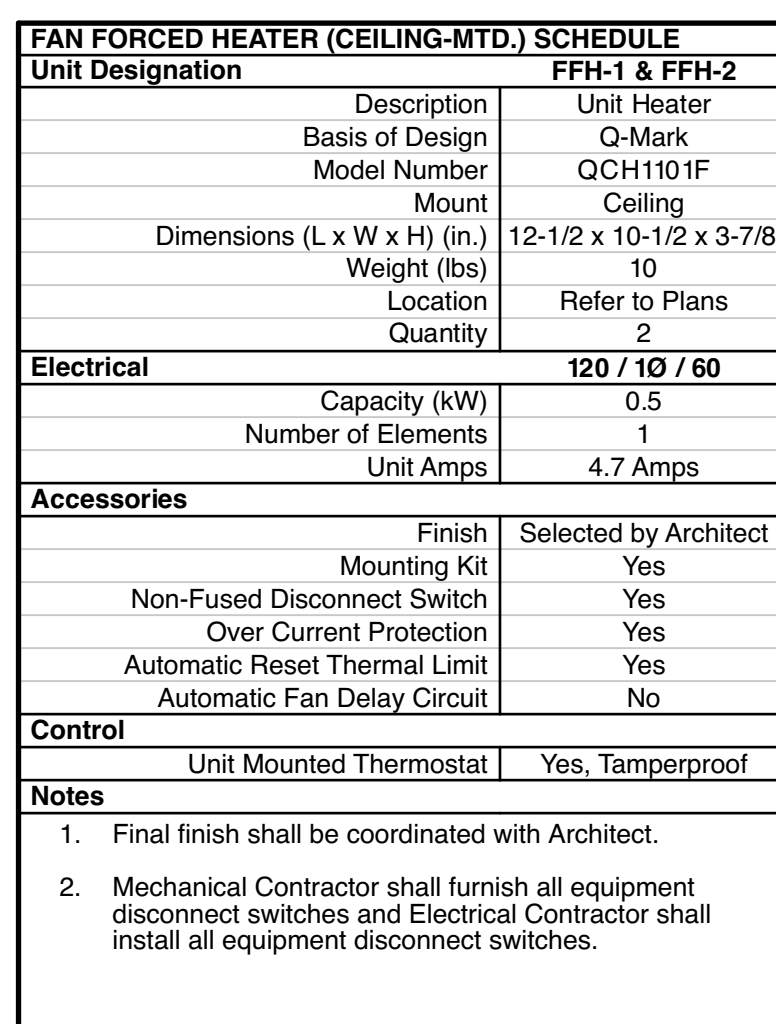 FAN FORCED HEATER (CEILING-MTD.) SCHEDULE
Unit Designation FFH-1 & FFH-2
Description Unit Heater
Basis of Design Q-Mark
Model Number QCH1101F
Mount Ceiling
Dimensions (L x W x H) (in.) 12-1/2 x 10-1/2 x 3-7/8
Weight (lbs) 10
Location Refer to Plans
Quantity 2
Electrical 120 / 1Ø / 60
Capacity (kW) 0.5
Number of Elements 1
Unit Amps 4.7 Amps
Accessories
Finish Selected by Architect
Mounting Kit Yes
Non-Fused Disconnect Switch Yes
Over Current Protection Yes
Automatic Reset Thermal Limit Yes
Automatic Fan Delay Circuit No
Control
Unit Mounted Thermostat Yes, Tamperproof
Notes
1. Final finish shall be coordinated with Architect.
2. Mechanical Contractor shall furnish all equipment
disconnect switches and Electrical Contractor shall
install all equipment disconnect switches.